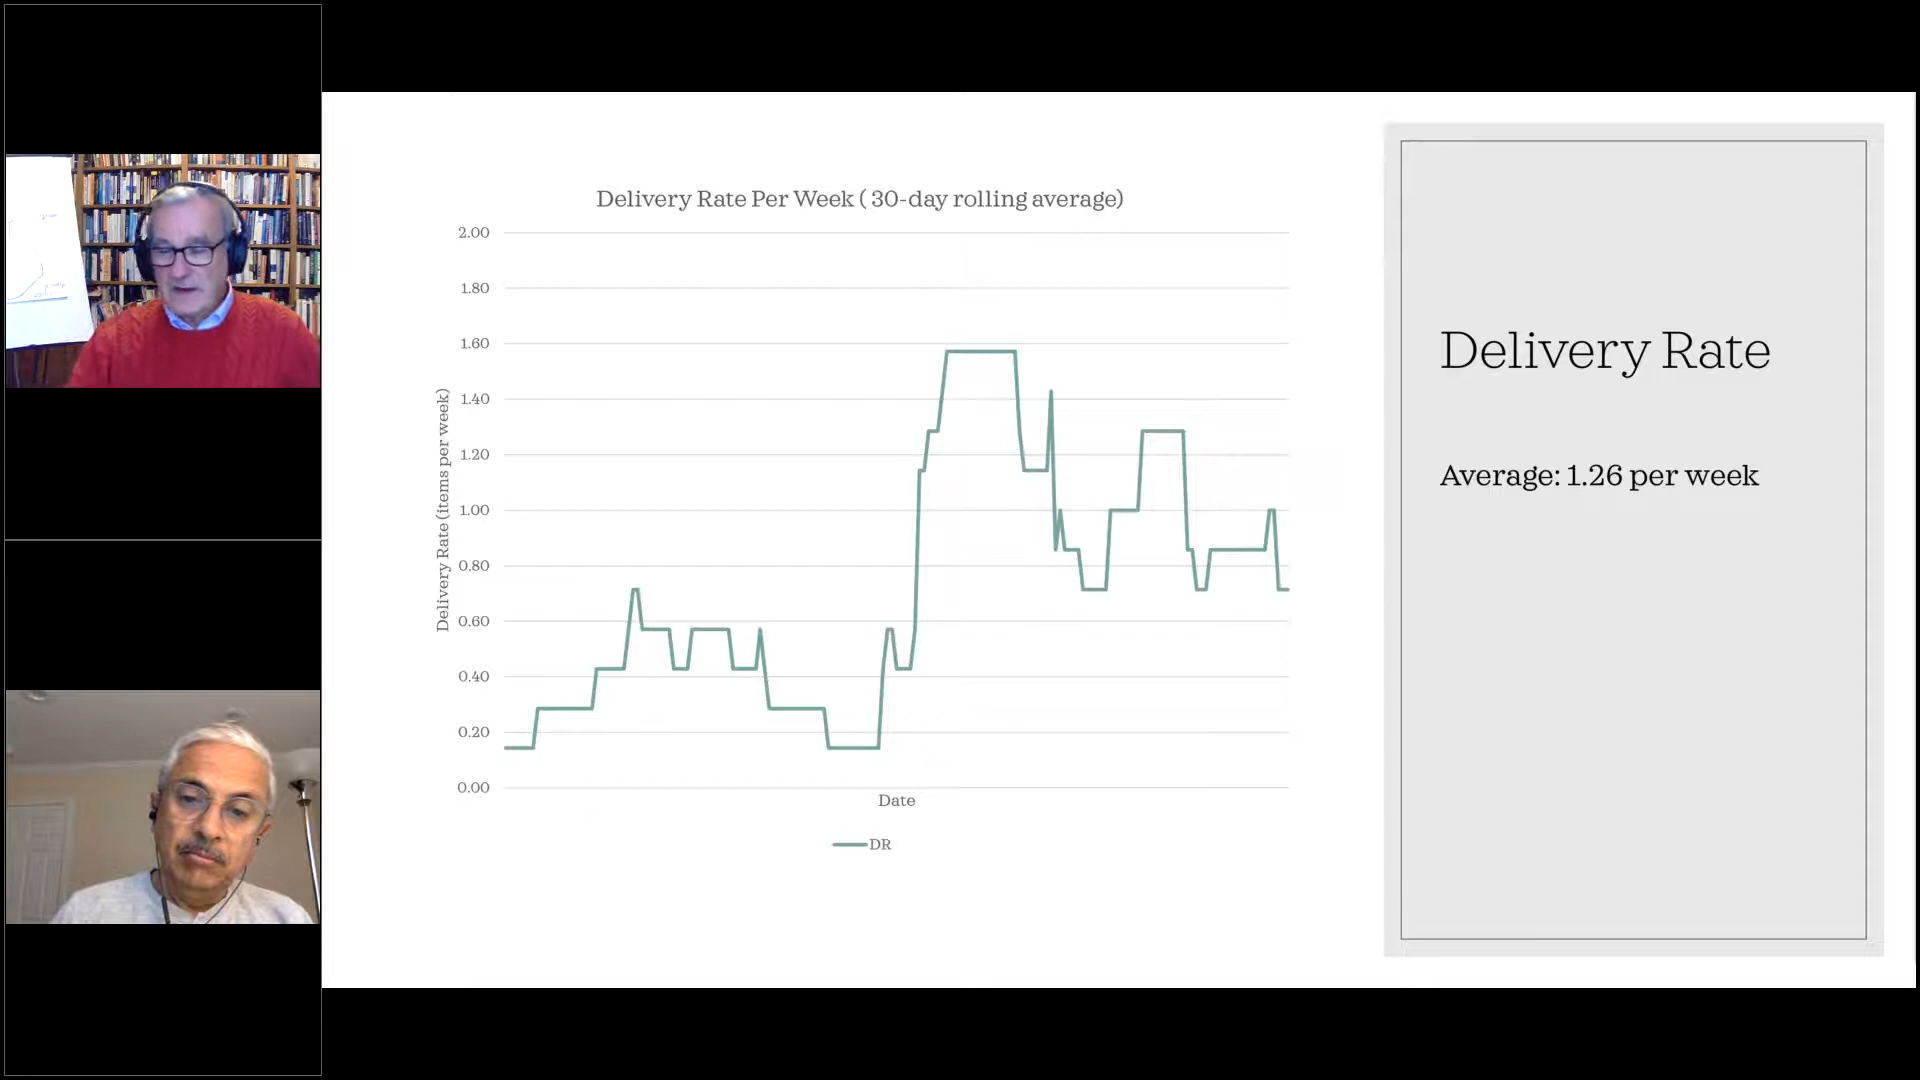 Delivery Rate Per Week ( 30-day rolling average)
2.00
1.80
1.60
1.40
1.20
1.00
0.80
0.60
0.40
0.20
0.00
Delivery Rate (items per week)
Date
DR
Delivery Rate
Average: 1.26 per week